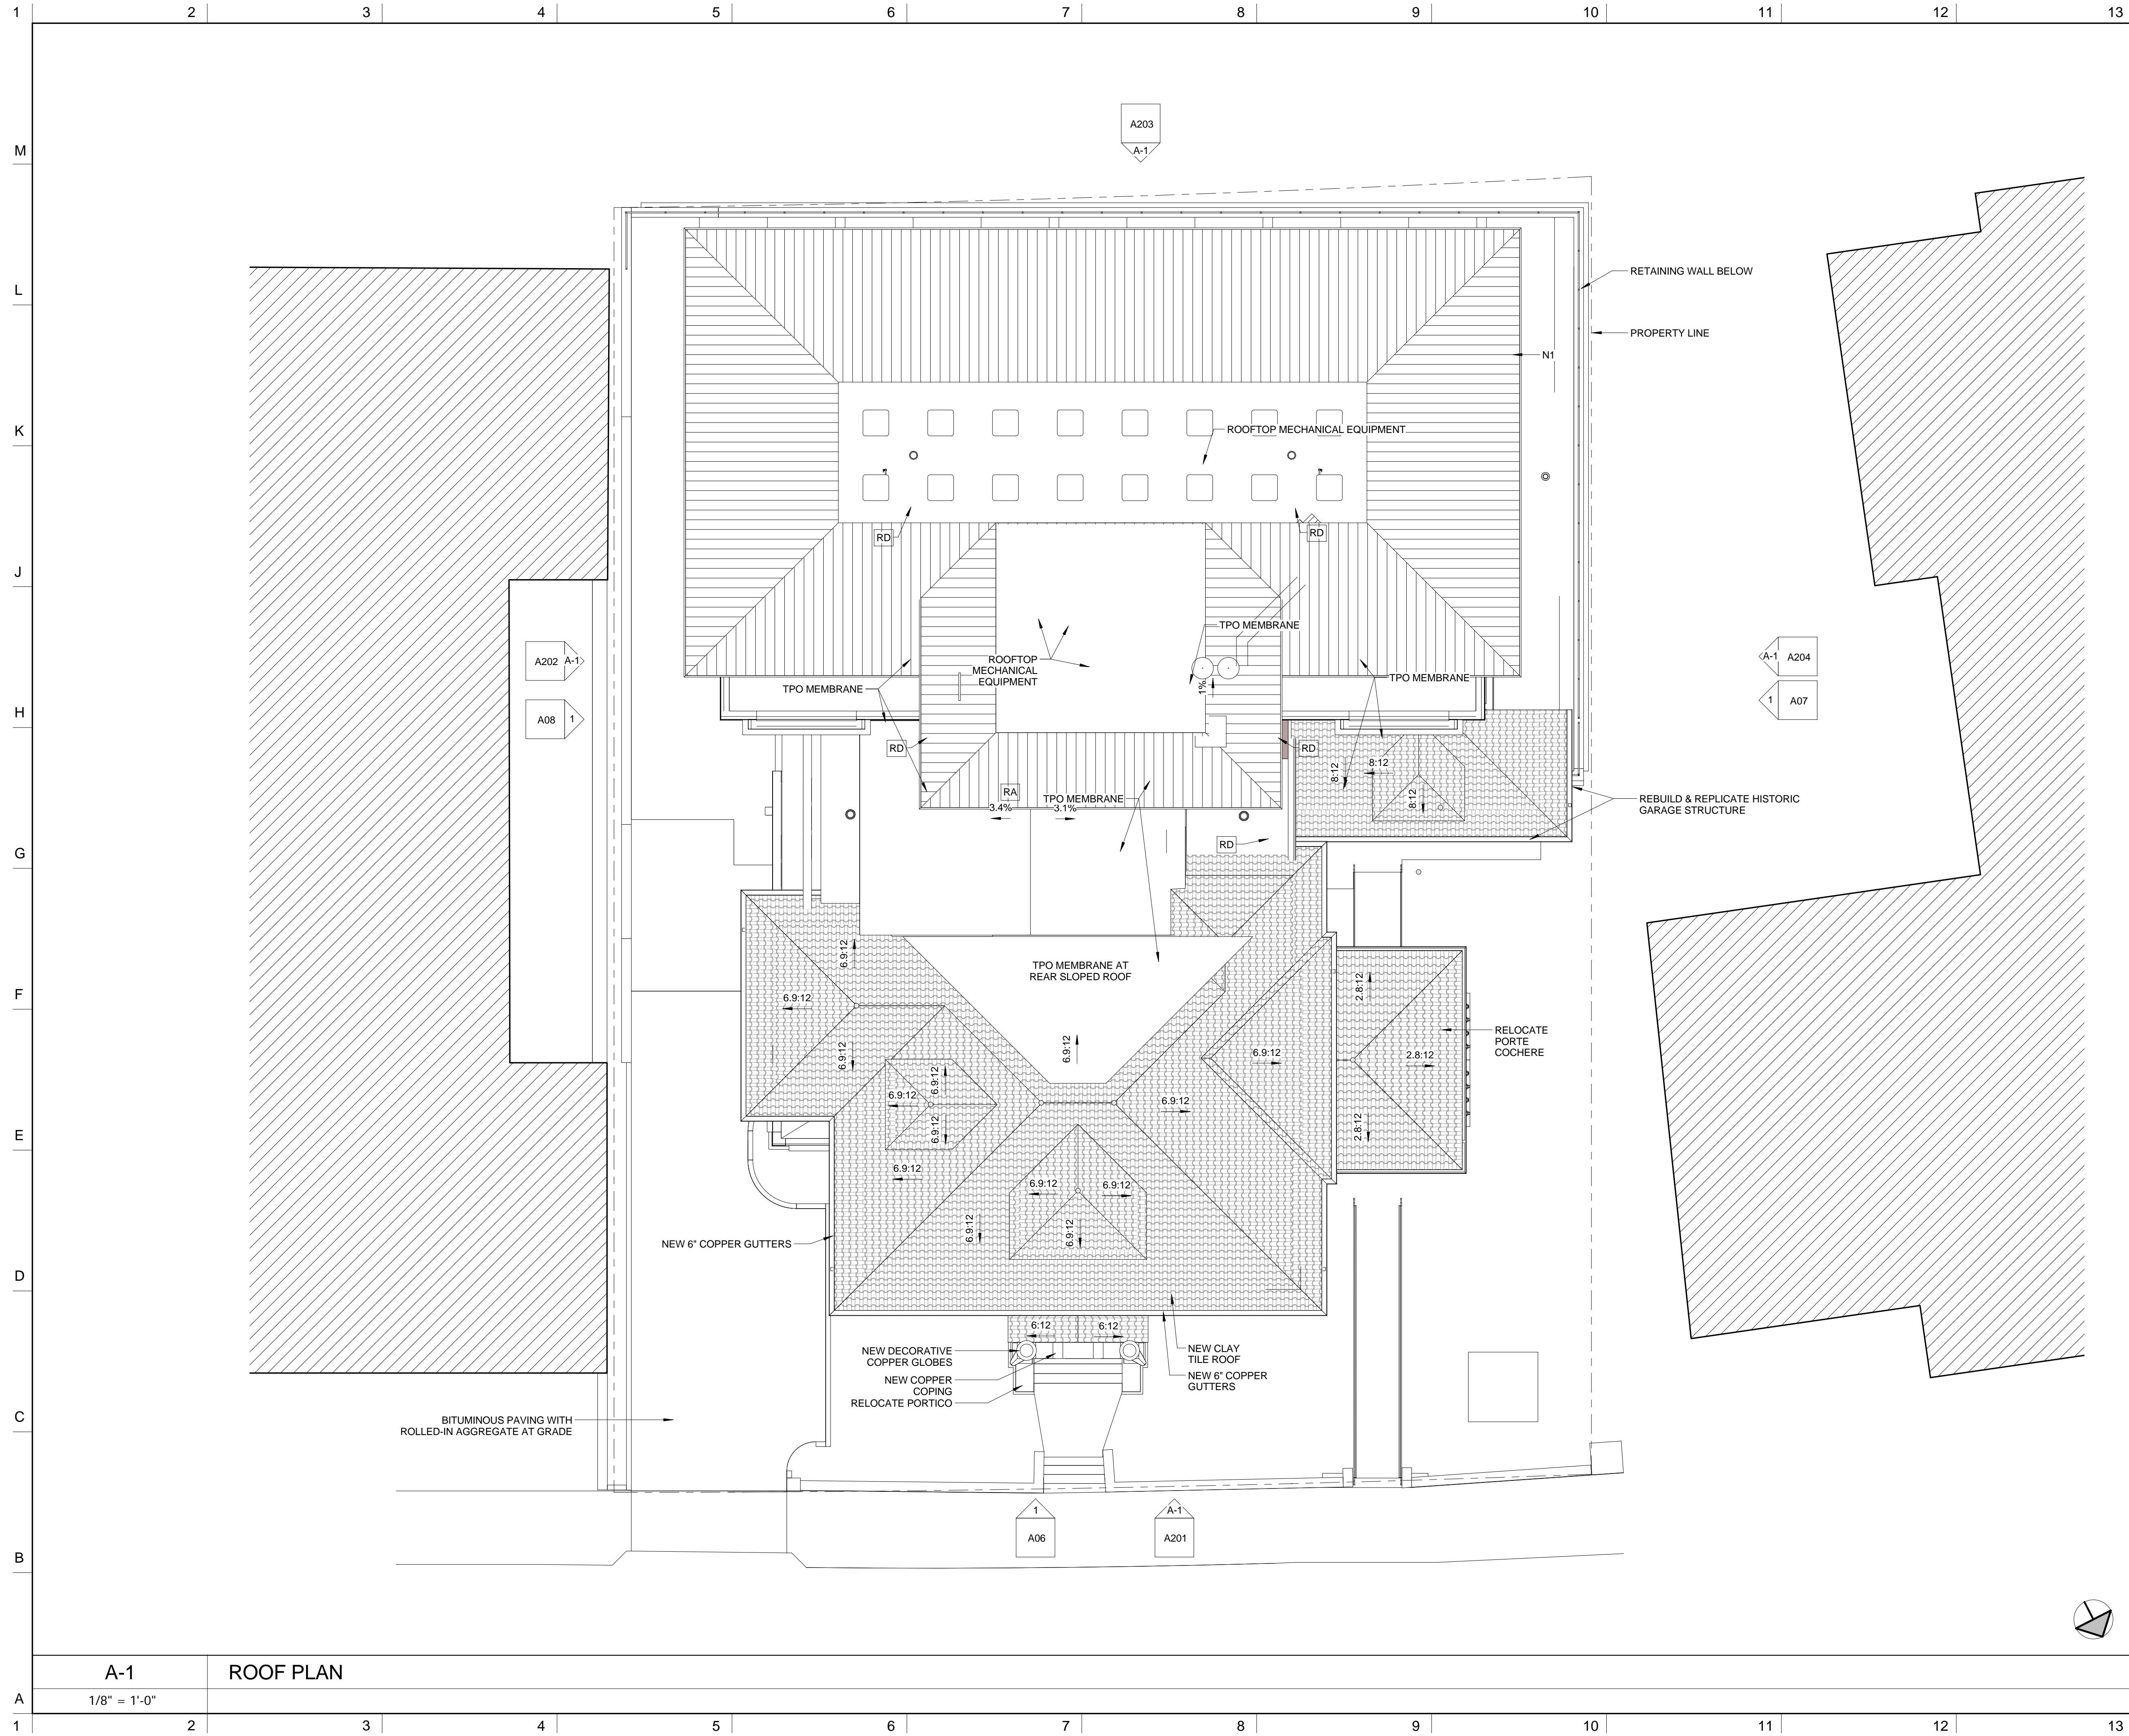 1 2 3 4 5 6 7 8 9 10 11 12 13
A203
A-1
M
RETAINING WALL BELOW
L
PROPERTY LINE
N1
ROOFTOP MECHANICAL EQUIPMENT
K
RD
RD
J
TPO MEMBRANE
A202 A-1
ROOFTOP
MECHANICAL
EQUIPMENT
A-1 A204
TPO MEMBRANE
1%
TPO MEMBRANE
1 A07
H
A08 1
RD
RD
8:12
8:12
8:12
RA
TPO MEMBRANE
3.4%
3.1%
REBUILD & REPLICATE HISTORIC
GARAGE STRUCTURE
RD
G
6.9:12
TPO MEMBRANE AT
REAR SLOPED ROOF
F
6.9:12
2.8:12
RELOCATE
PORTE
COCHERE
6.9:12
6.9:12
6.9:12
2.8:12
6.9:12
6.9:12
6.9:12
6.9:12
2.8:12
E
6.9:12
6.9:12
6.9:12
6.9:12
6.9:12
NEW 6" COPPER GUTTERS
D
6:12
6:12
NEW DECORATIVE
COPPER GLOBES
NEW CLAY
TILE ROOF
NEW COPPER
COPING
NEW 6" COPPER
GUTTERS
RELOCATE PORTICO
C
BITUMINOUS PAVING WITH
ROLLED-IN AGGREGATE AT GRADE
1
A06
A-1
A201
B
A-1
ROOF PLAN
A
1/8" = 1'-0"
1 2 3 4 5 6 7 8 9 10 11 12 13